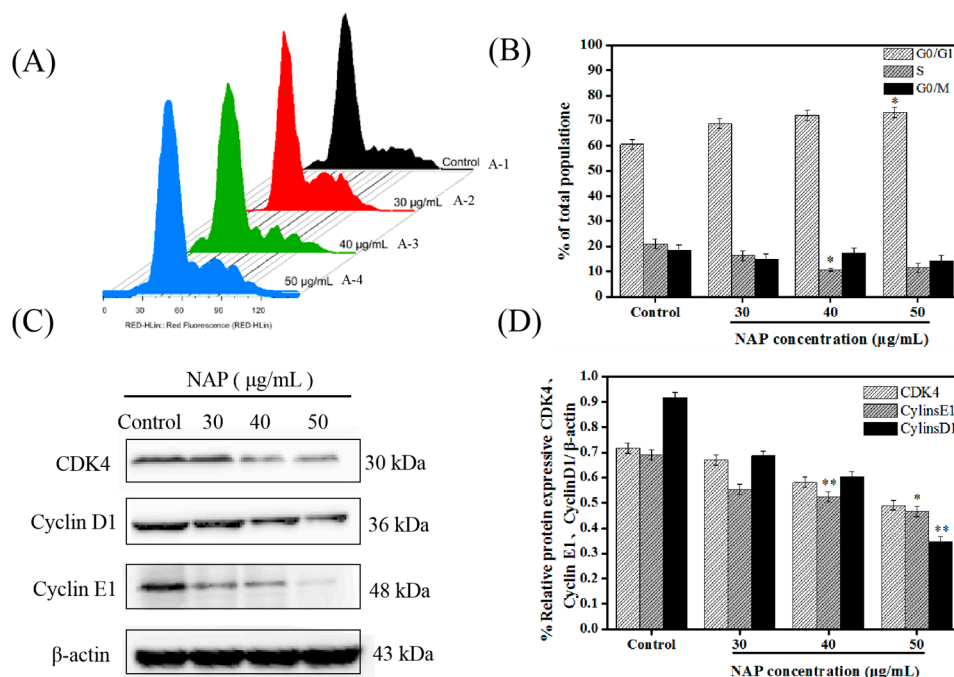 (A)
Control A-1
30 µg/mL A-2
40 µg/mL A-3
50 µg/mL A-4
0 30 60 90 120
RED-HLin:: Red Fluorescence (RED-HLin)
(B)
% of total populatione
100
90
80
70
60
50
40
30
20
10
0
G0/G1
S
G0/M
*
*
Control 30 40 50
NAP concentration (µg/mL)
(C)
NAP ( µg/mL )
Control 30 40 50
CDK4 30 kDa
Cyclin D1 36 kDa
Cyclin E1 48 kDa
β-actin 43 kDa
(D)
% Relative protein expressive CDK4、
Cyclin E1、CyclinD1/ β-actin
1.0
0.9
0.8
0.7
0.6
0.5
0.4
0.3
0.2
0.1
0.0
CDK4
CylinsE1
CylinsD1
**
*
**
Control 30 40 50
NAP concentration (µg/mL)